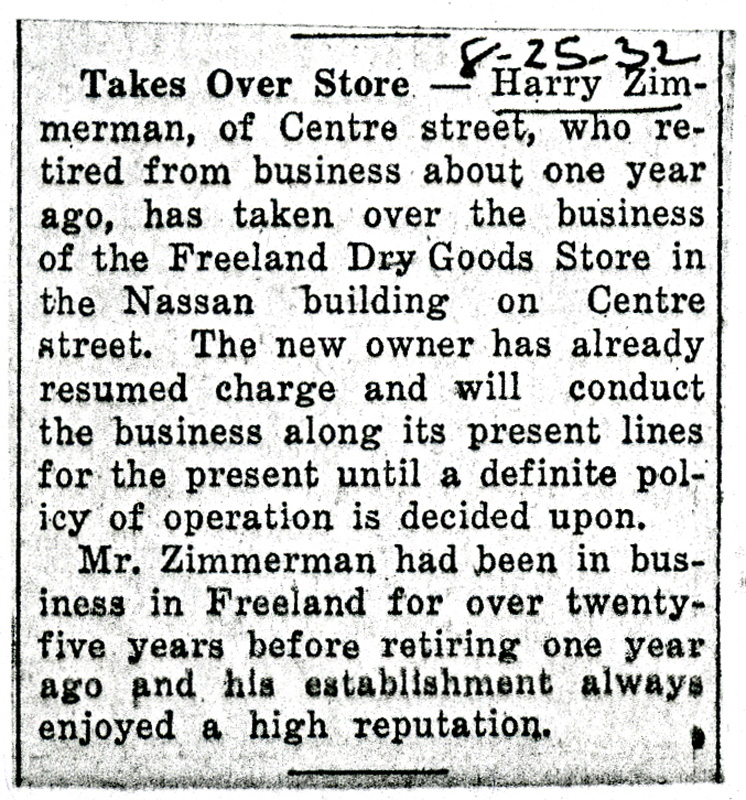 8-25-32
Takes Over Store — Harry Zim-
merman, of Centre street, who re-
tired from business about one year
ago, has taken over the business
of the Freeland Dry Goods Store in
the Nassan building on Centre
street. The new owner has already
resumed charge and will conduct
the business along its present lines
for the present until a definite pol-
icy of operation is decided upon.
Mr. Zimmerman had been in bus-
iness in Freeland for over twenty-
five years before retiring one year
ago and his establishment always
enjoyed a high reputation.